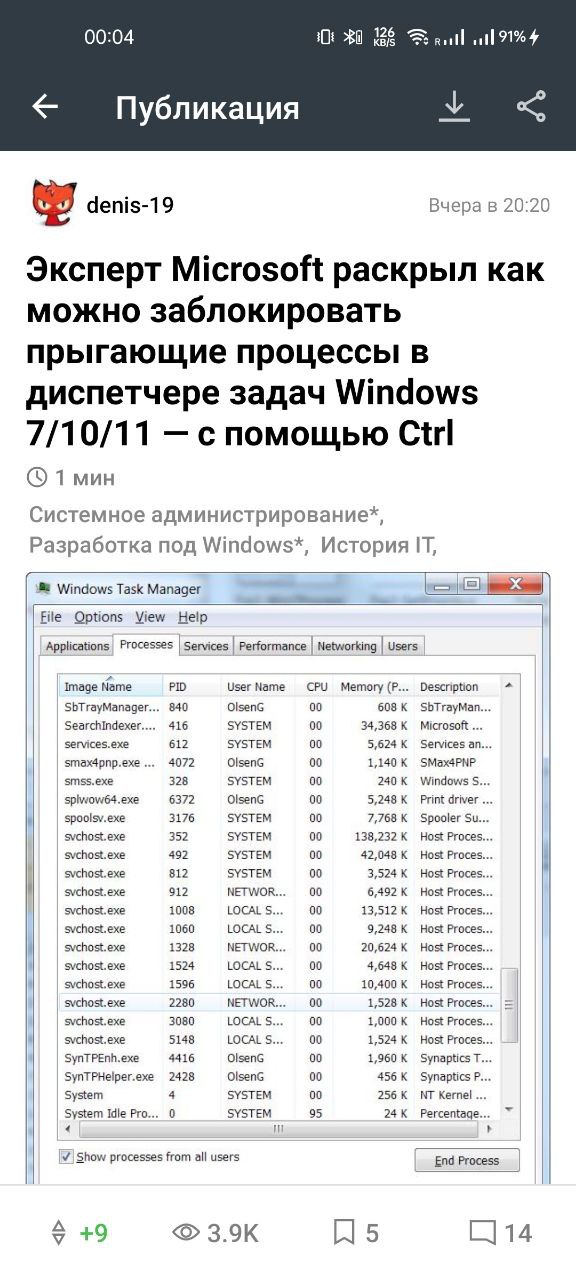 00:04 126 KB/S R 91%
Публикация
denis-19 Вчера в 20:20
Эксперт Microsoft раскрыл как
можно заблокировать
прыгающие процессы в
диспетчере задач Windows
7/10/11 — с помощью Ctrl
1 мин
Системное администрирование*,
Разработка под Windows*, История IT,
Windows Task Manager
File Options View Help
Applications Processes Services Performance Networking Users
Image Name PID User Name CPU Memory (P... Description
SbTrayManager... 840 OlsenG 00 608 K SbTrayMan...
SearchIndexer.... 416 SYSTEM 00 34,368 K Microsoft ...
services.exe 612 SYSTEM 00 5,624 K Services an...
smax4pnp.exe ... 4072 OlsenG 00 1,140 K SMax4PNP
smss.exe 328 SYSTEM 00 240 K Windows S...
splwow64.exe 6372 OlsenG 00 5,248 K Print driver ...
spoolsv.exe 3176 SYSTEM 00 7,768 K Spooler Su...
svchost.exe 352 SYSTEM 00 138,232 K Host Proces...
svchost.exe 492 SYSTEM 00 42,048 K Host Proces...
svchost.exe 812 SYSTEM 00 3,524 K Host Proces...
svchost.exe 912 NETWOR... 00 6,492 K Host Proces...
svchost.exe 1008 LOCAL S... 00 13,512 K Host Proces...
svchost.exe 1060 LOCAL S... 00 9,248 K Host Proces...
svchost.exe 1328 NETWOR... 00 20,624 K Host Proces...
svchost.exe 1524 LOCAL S... 00 4,648 K Host Proces...
svchost.exe 1596 LOCAL S... 00 10,400 K Host Proces...
svchost.exe 2280 NETWOR... 00 1,528 K Host Proces...
svchost.exe 3080 LOCAL S... 00 1,000 K Host Proces...
svchost.exe 5148 LOCAL S... 00 1,524 K Host Proces...
SynTPEnh.exe 4416 OlsenG 00 1,960 K Synaptics T...
SynTPHelper.exe 2428 OlsenG 00 456 K Synaptics P...
System 4 SYSTEM 00 256 K NT Kernel ...
System Idle Pro... 0 SYSTEM 95 24 K Percentage...
Show processes from all users End Process
+9 3.9K 5 14